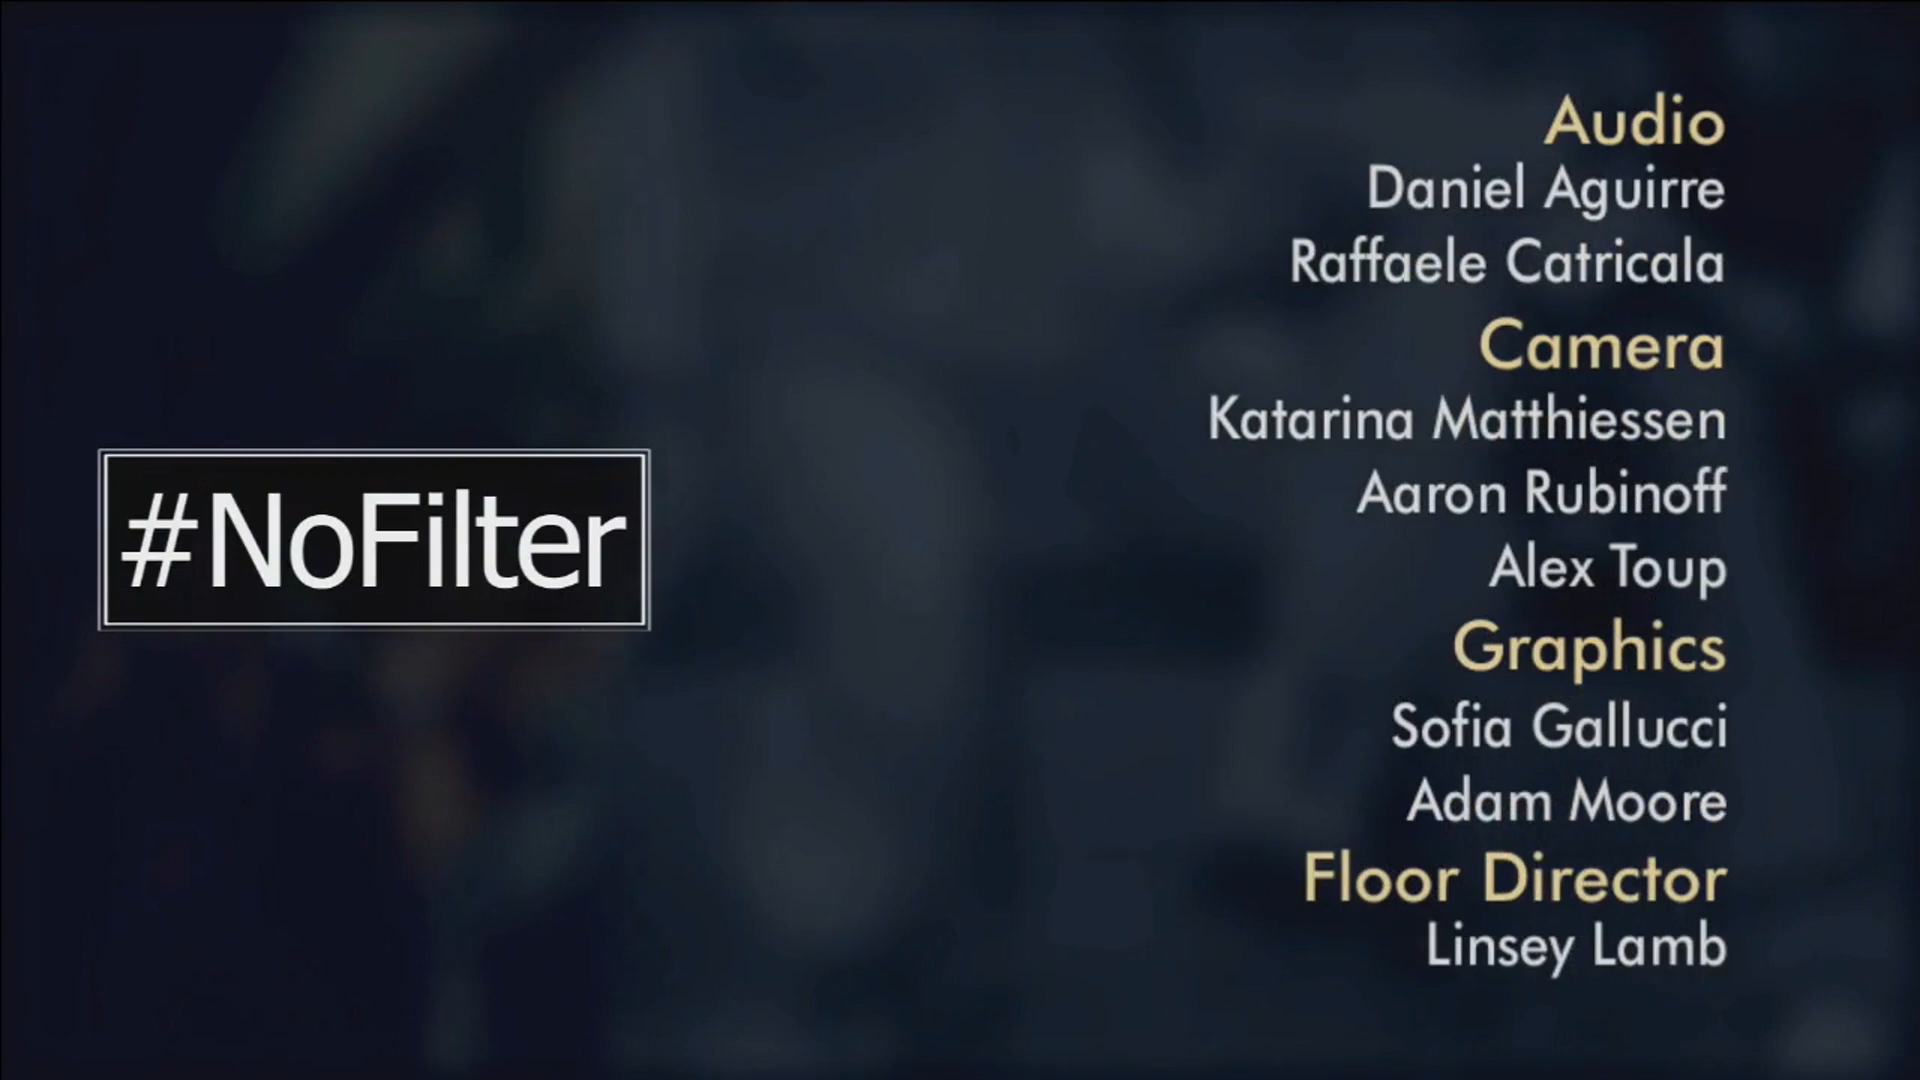 #NoFilter
Audio
Daniel Aguirre
Raffaele Catricala
Camera
Katarina Matthiessen
Aaron Rubinoff
Alex Toup
Graphics
Sofia Gallucci
Adam Moore
Floor Director
Linsey Lamb